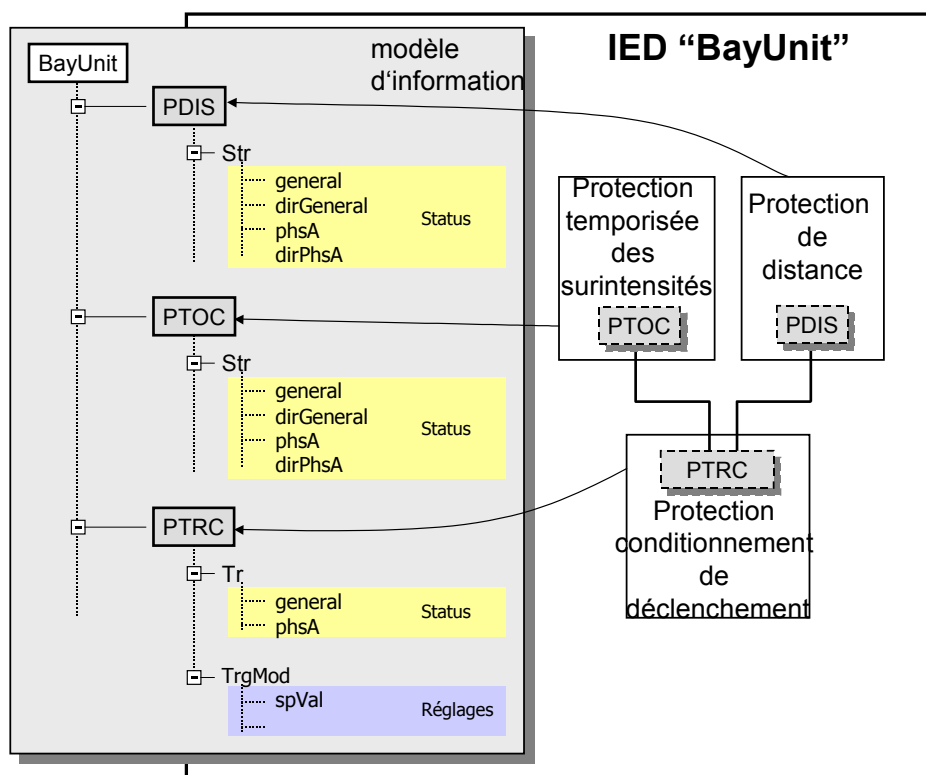 IED “BayUnit”
modèle
d‘information
BayUnit
PDIS
Str
general
dirGeneral
phsA
dirPhsA
Status
PTOC
Str
general
dirGeneral
phsA
dirPhsA
Status
PTRC
Tr
general
phsA
Status
TrgMod
spVal
Réglages
Protection
temporisée
des
surintensités
PTOC
Protection
de
distance
PDIS
PTRC
Protection
conditionnement
de
déclenchement